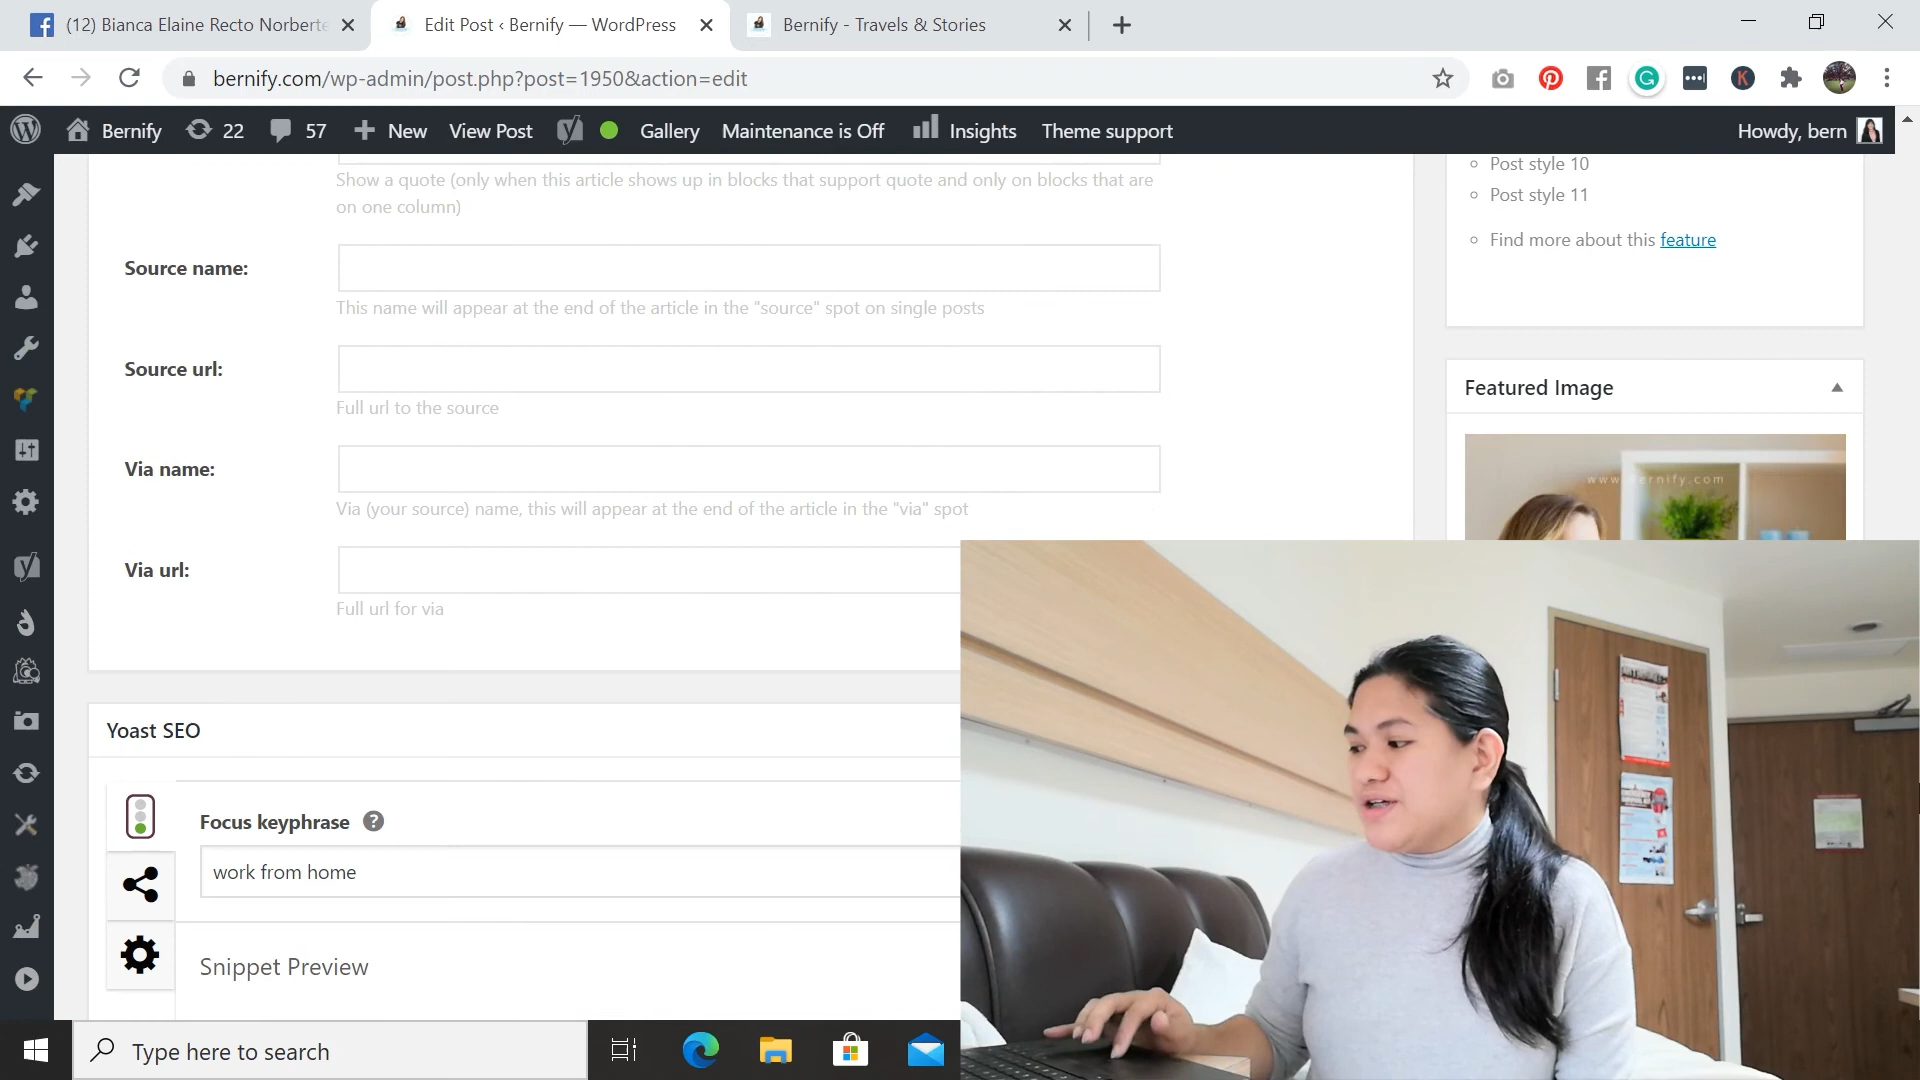 (12) Bianca Elaine Recto Norberte
Edit Post ‹ Bernify — WordPress
Bernify - Travels & Stories
bernify.com/wp-admin/post.php?post=1950&action=edit
Bernify
22
57
New
View Post
Gallery
Maintenance is Off
Insights
Theme support
Howdy, bern
Show a quote (only when this article shows up in blocks that support quote and only on blocks that are
on one column)
Source name:
This name will appear at the end of the article in the "source" spot on single posts
Source url:
Full url to the source
Via name:
Via (your source) name, this will appear at the end of the article in the "via" spot
Via url:
Full url for via
Yoast SEO
Focus keyphrase
?
work from home
Snippet Preview
Post style 10
Post style 11
Find more about this feature
Featured Image
www.bernify.com
Type here to search